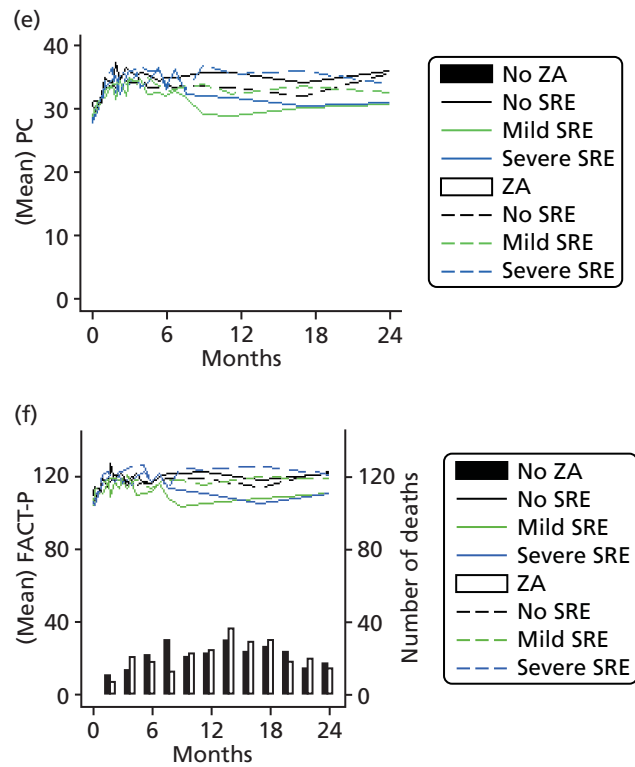 (e)
40
30
20
10
0
(Mean) PC
0 6 12 18 24
Months
No ZA
No SRE
Mild SRE
Severe SRE
ZA
No SRE
Mild SRE
Severe SRE
(f)
120
80
40
0
(Mean) FACT-P
120
80
40
0
Number of deaths
0 6 12 18 24
Months
No ZA
No SRE
Mild SRE
Severe SRE
ZA
No SRE
Mild SRE
Severe SRE